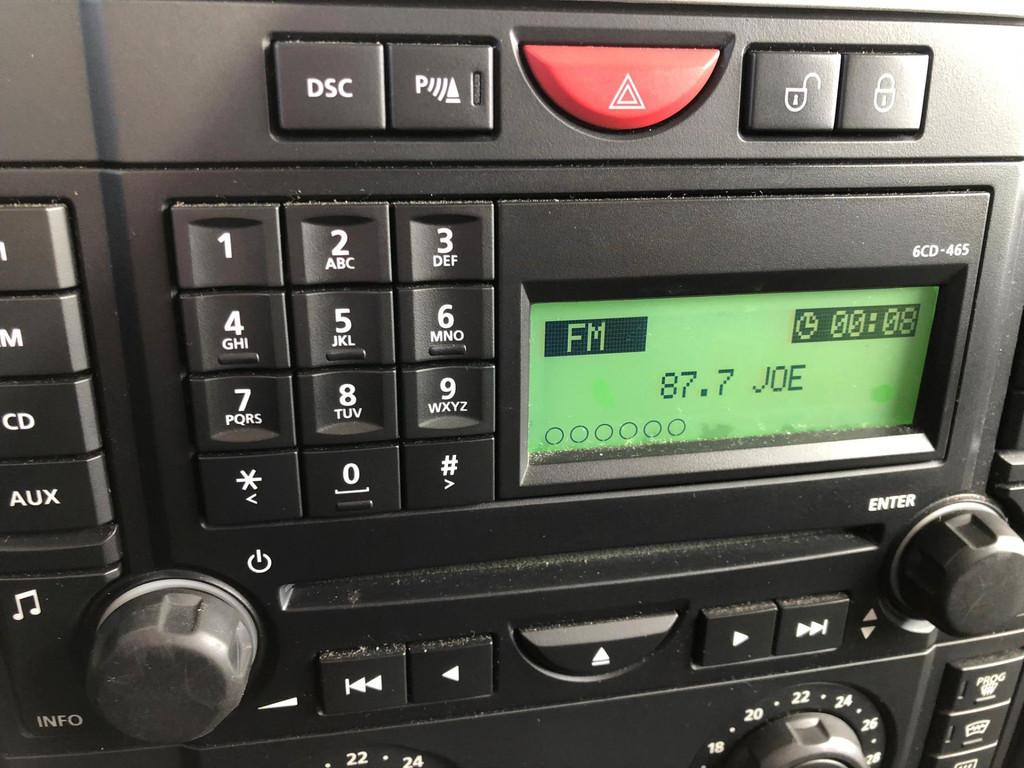 DSC P
6CD-465
1 2 ABC 3 DEF
4 GHI 5 JKL 6 MNO
7 PQRS 8 TUV 9 WXYZ
* < 0 # >
FM 00:08
87.7 JOE
CD
AUX
ENTER
INFO
PROG
22 24
18 20 22 24 26 28